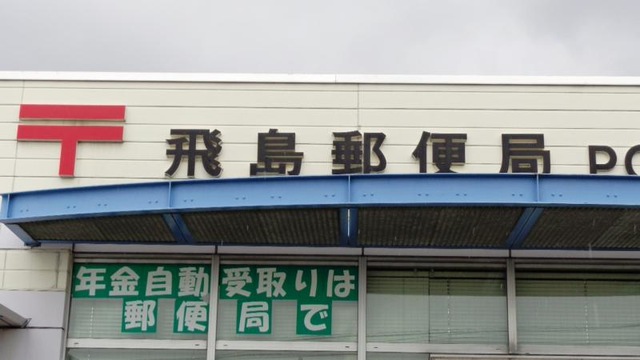 〒 飛島郵便局 PO
年金自動受取りは
郵便局で